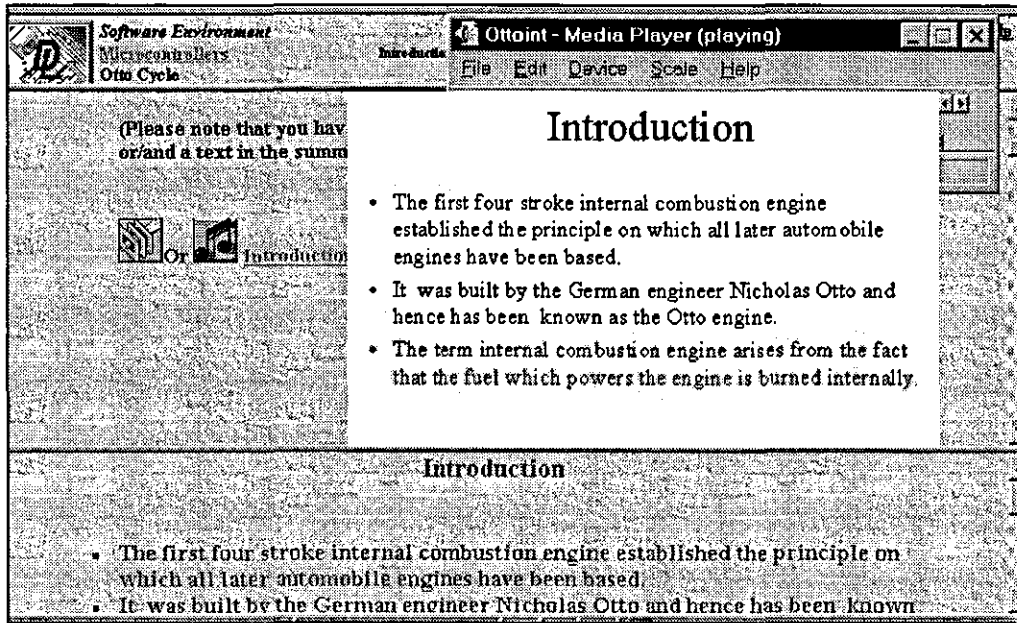 Software Environment
Microcontrollers
Otto Cycle
Introductio
Ottoint - Media Player (playing)
File Edit Device Scale Help
(Please note that you hav
or/and a text in the summ
Or Introduction
Introduction
• The first four stroke internal combustion engine
established the principle on which all later automobile
engines have been based.
• It was built by the German engineer Nicholas Otto and
hence has been known as the Otto engine.
• The term internal combustion engine arises from the fact
that the fuel which powers the engine is burned internally.
Introduction
• The first four stroke internal combustion engine established the principle on
which all later automobile engines have been based.
• It was built by the German engineer Nicholas Otto and hence has been known